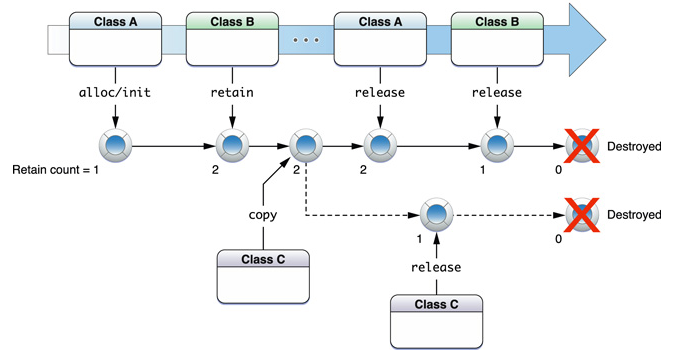 Class A
Class B
...
Class A
Class B
alloc/init
retain
release
release
Retain count = 1
2
2
2
1
0
Destroyed
copy
1
0
Destroyed
Class C
release
Class C